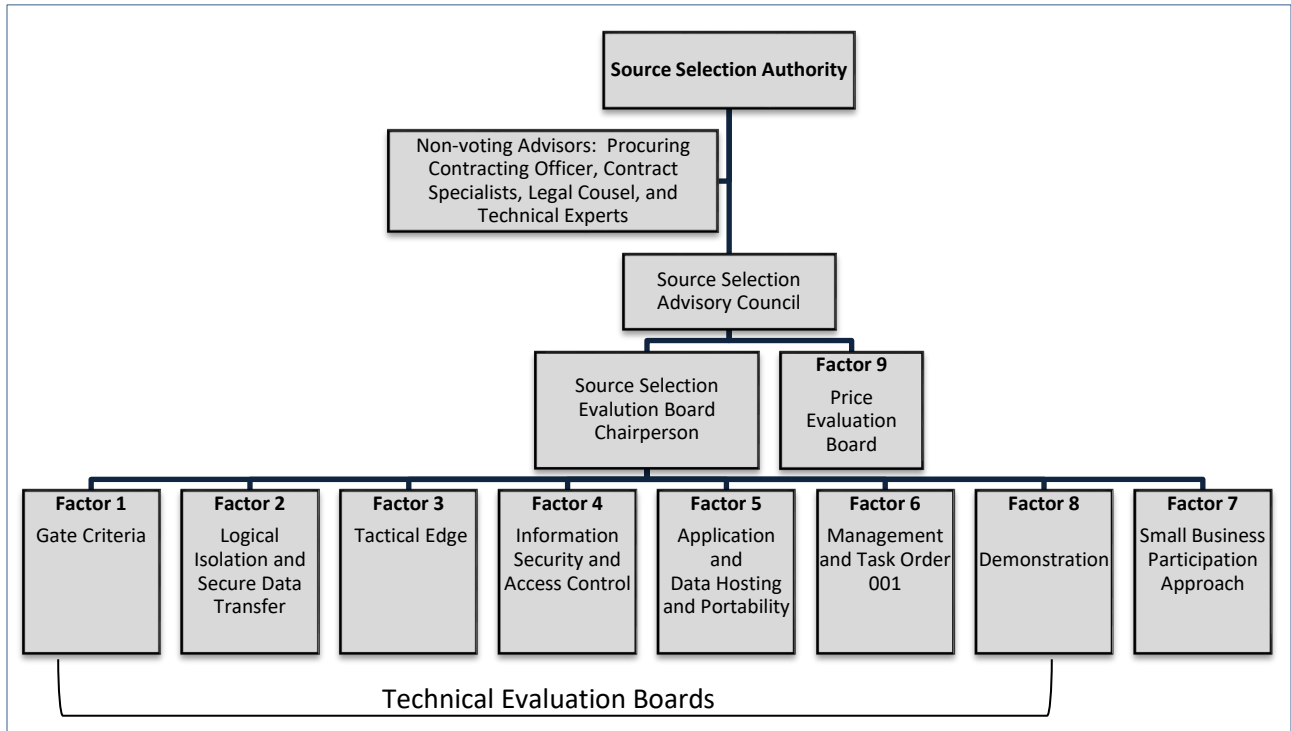 Source Selection Authority
Non-voting Advisors: Procuring
Contracting Officer, Contract
Specialists, Legal Cousel, and
Technical Experts
Source Selection
Advisory Council
Source Selection
Evalution Board
Chairperson
Factor 9
Price
Evaluation
Board
Factor 1
Gate Criteria
Factor 2
Logical
Isolation and
Secure Data
Transfer
Factor 3
Tactical Edge
Factor 4
Information
Security and
Access Control
Factor 5
Application
and
Data Hosting
and Portability
Factor 6
Management
and Task Order
001
Factor 8
Demonstration
Factor 7
Small Business
Participation
Approach
Technical Evaluation Boards